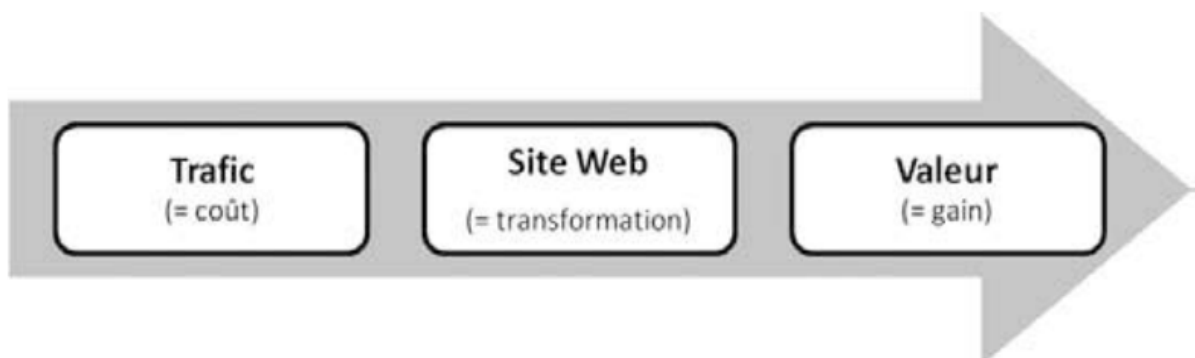 Trafic
(= coût)
Site Web
(= transformation)
Valeur
(= gain)